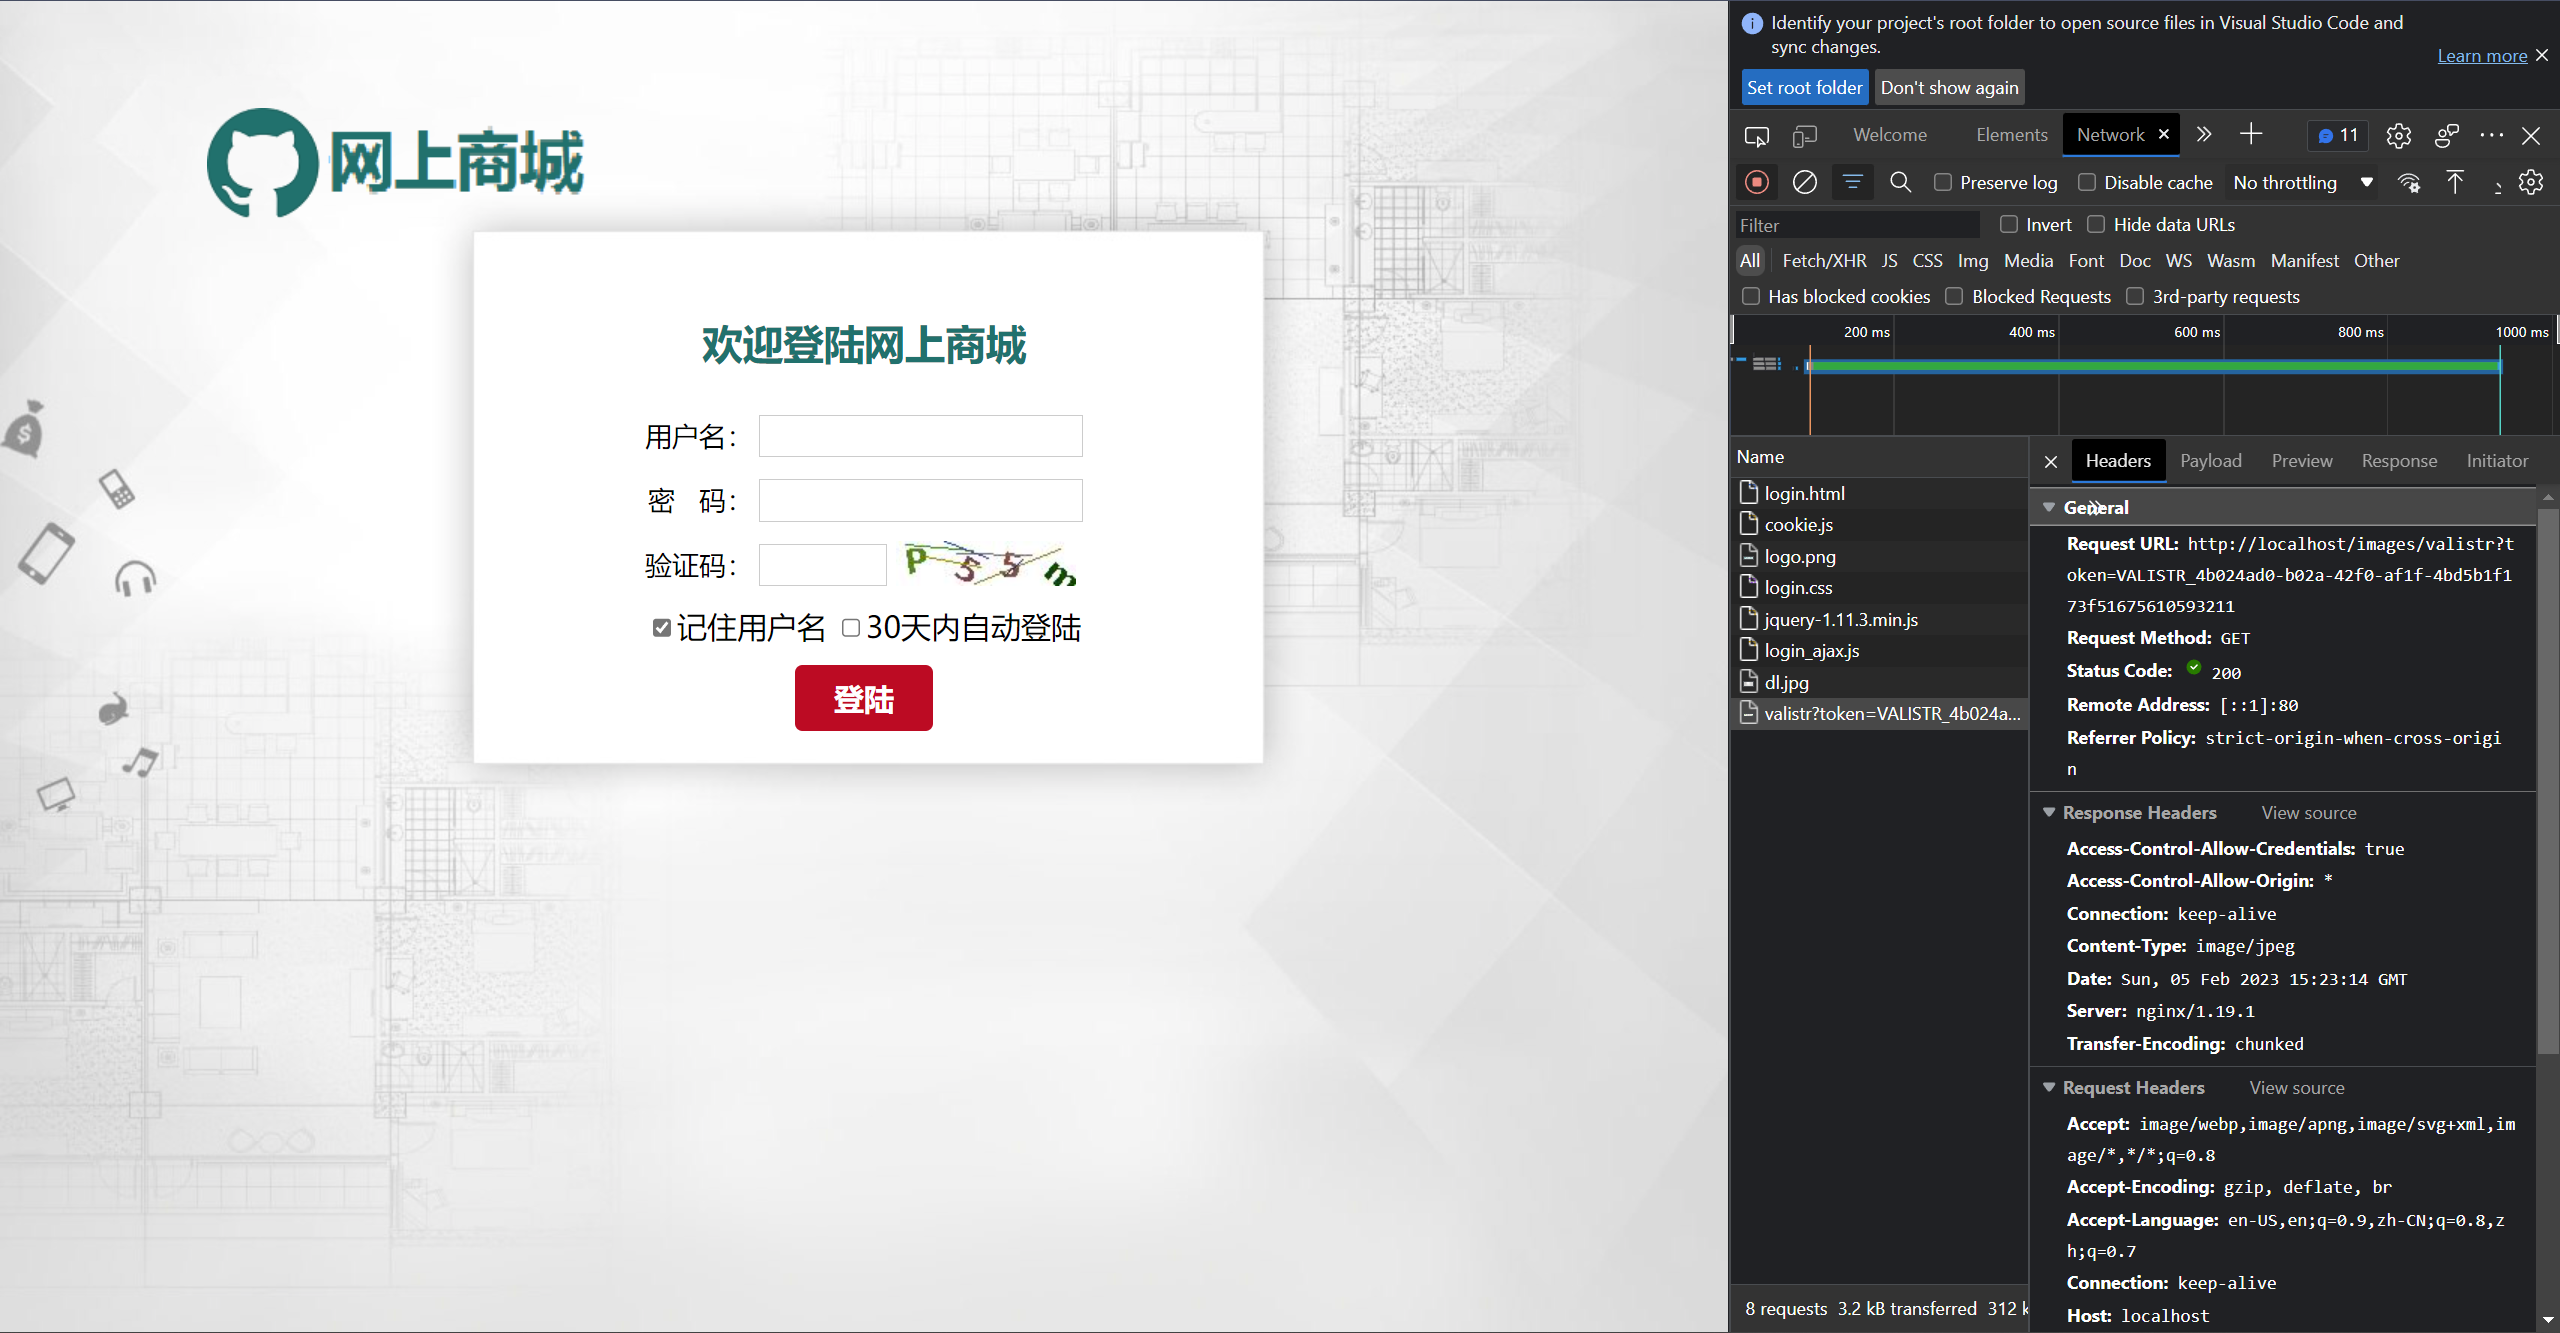 网上商城
欢迎登陆网上商城
用户名：
密 码：
验证码：
P 5 5 m
记住用户名 30天内自动登陆
登陆
Identify your project's root folder to open source files in Visual Studio Code and
sync changes.
Learn more
Set root folder Don't show again
Welcome Elements Network 11
Preserve log Disable cache No throttling
Filter Invert Hide data URLs
All Fetch/XHR JS CSS Img Media Font Doc WS Wasm Manifest Other
Has blocked cookies Blocked Requests 3rd-party requests
200 ms 400 ms 600 ms 800 ms 1000 ms
Name
login.html
cookie.js
logo.png
login.css
jquery-1.11.3.min.js
login_ajax.js
dl.jpg
valistr?token=VALISTR_4b024a...
8 requests 3.2 kB transferred 312 k
Headers Payload Preview Response Initiator
General
Request URL: http://localhost/images/valistr?t
oken=VALISTR_4b024ad0-b02a-42f0-af1f-4bd5b1f1
73f51675610593211
Request Method: GET
Status Code: 200
Remote Address: [::1]:80
Referrer Policy: strict-origin-when-cross-origi
n
Response Headers View source
Access-Control-Allow-Credentials: true
Access-Control-Allow-Origin: *
Connection: keep-alive
Content-Type: image/jpeg
Date: Sun, 05 Feb 2023 15:23:14 GMT
Server: nginx/1.19.1
Transfer-Encoding: chunked
Request Headers View source
Accept: image/webp,image/apng,image/svg+xml,im
age/*,*/*;q=0.8
Accept-Encoding: gzip, deflate, br
Accept-Language: en-US,en;q=0.9,zh-CN;q=0.8,z
h;q=0.7
Connection: keep-alive
Host: localhost